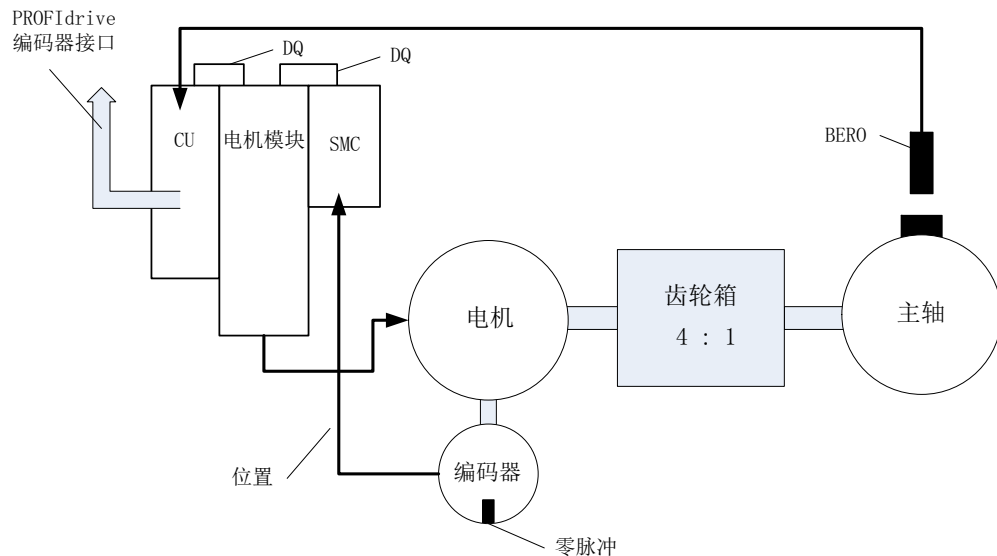 PROFIdrive
编码器接口
DQ
DQ
CU
电机模块
SMC
BERO
电机
齿轮箱
4 : 1
主轴
编码器
位置
零脉冲